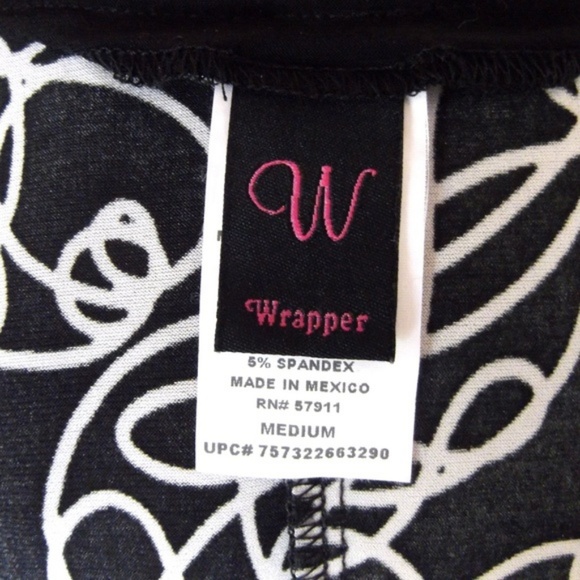 W
Wrapper
5% SPANDEX
MADE IN MEXICO
RN# 57911
MEDIUM
UPC# 757322663290